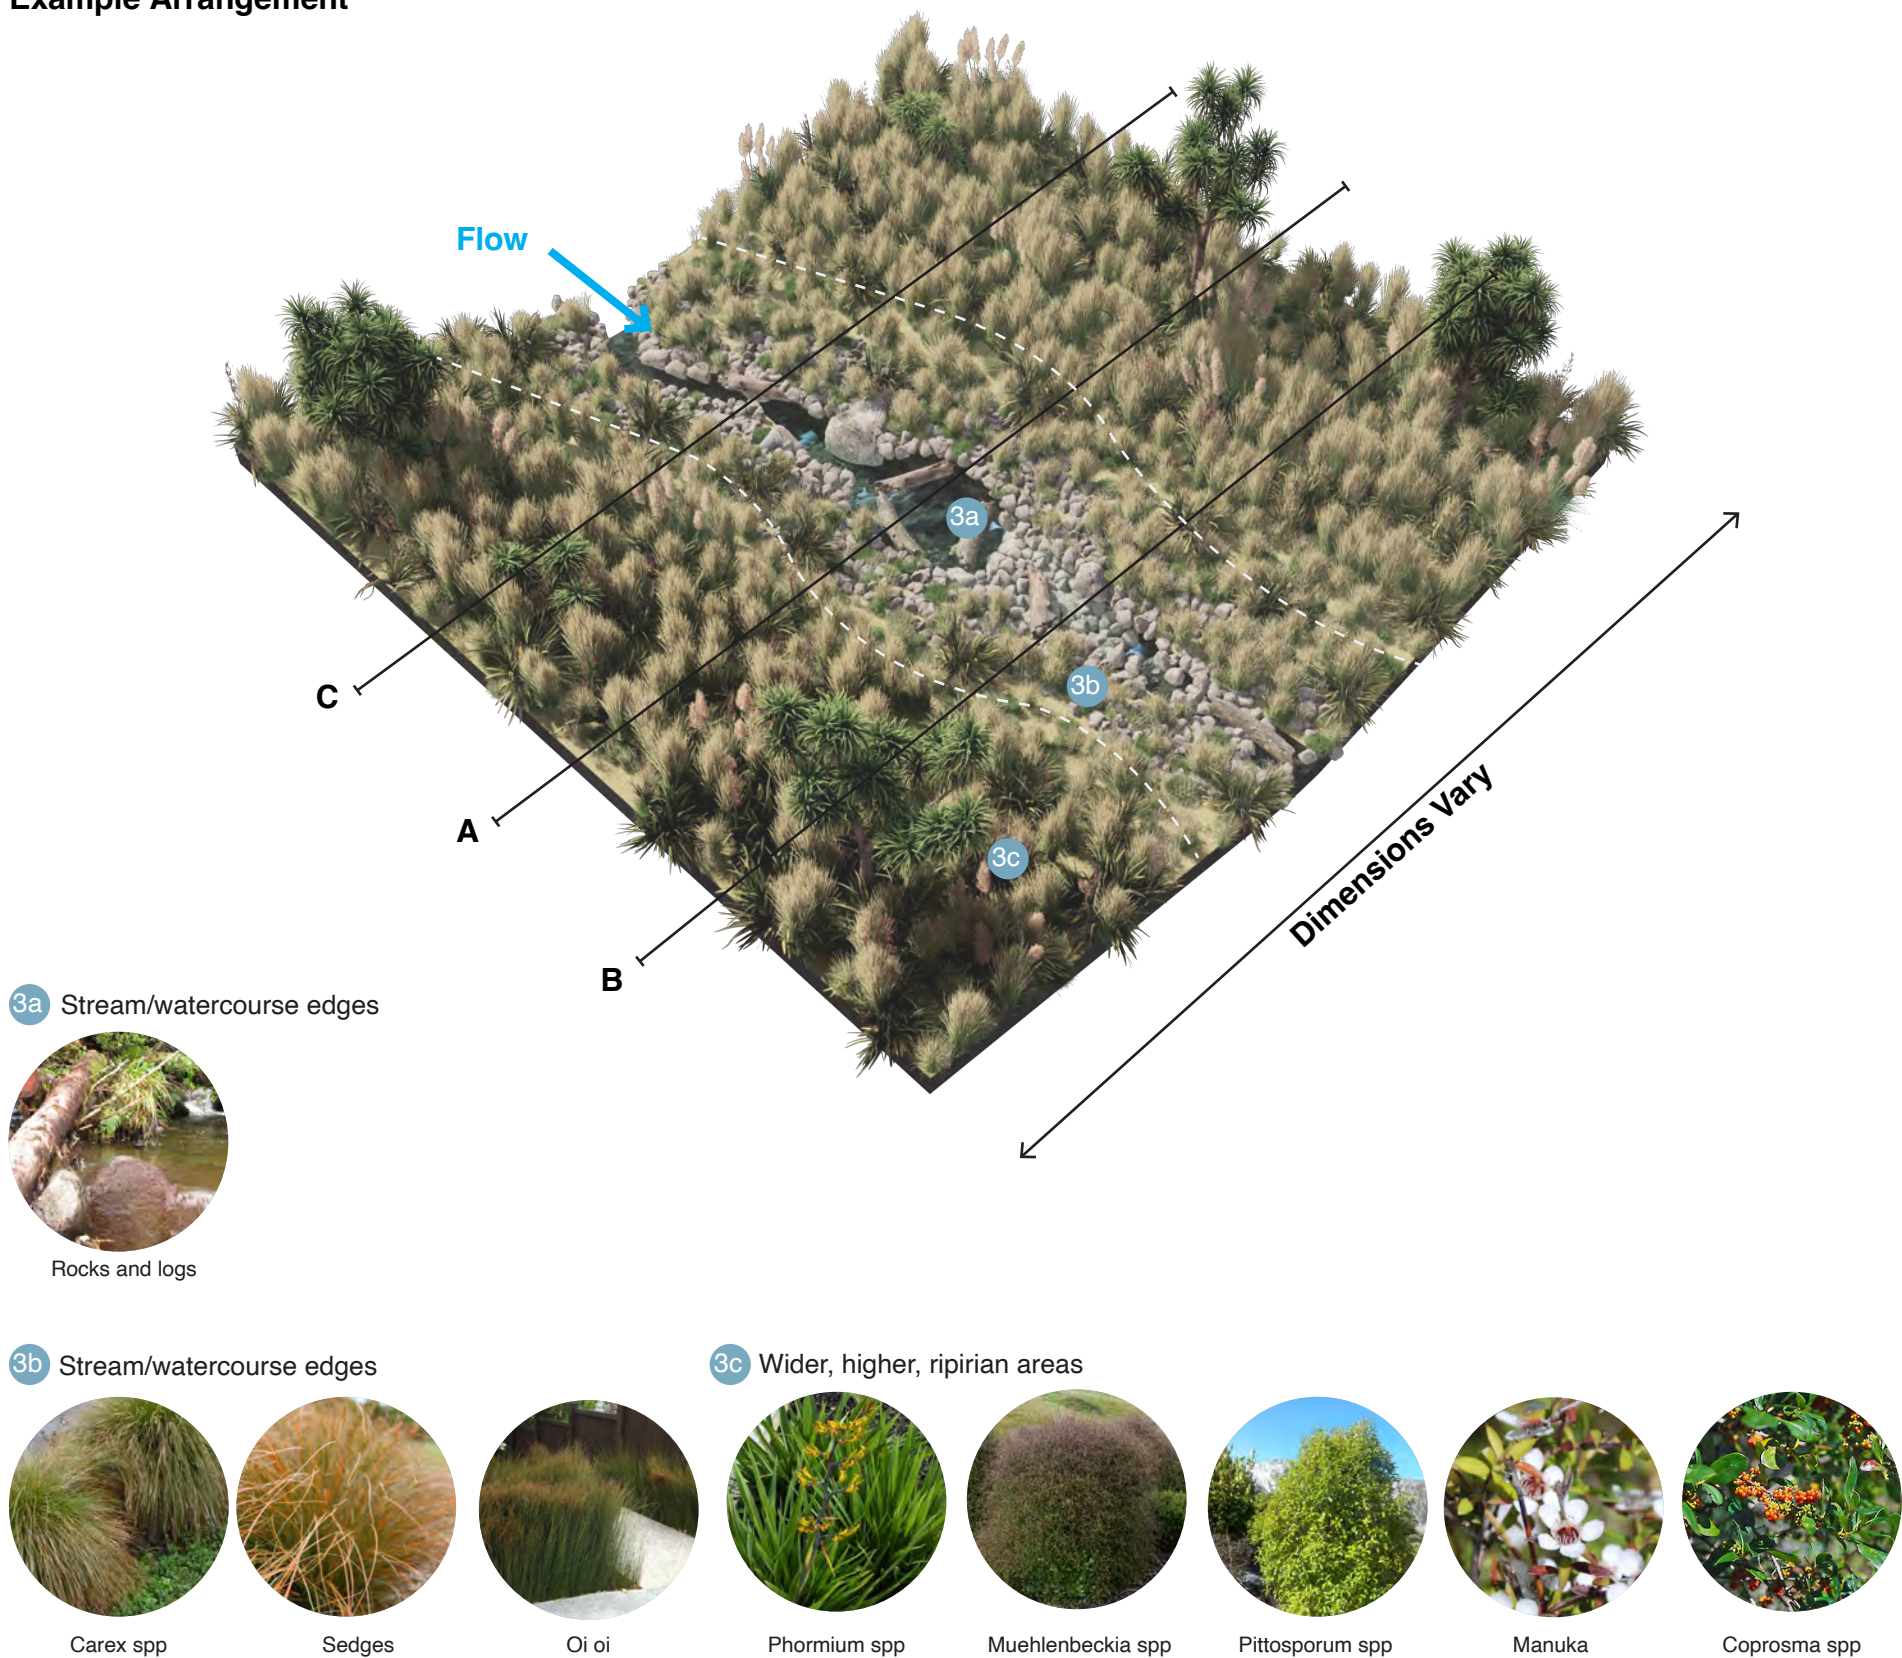 Example Arrangement
Flow
3a
3b
3c
C
A
B
Dimensions Vary
3a Stream/watercourse edges
Rocks and logs
3b Stream/watercourse edges
3c Wider, higher, ripirian areas
Carex spp
Sedges
Oi oi
Phormium spp
Muehlenbeckia spp
Pittosporum spp
Manuka
Coprosma spp